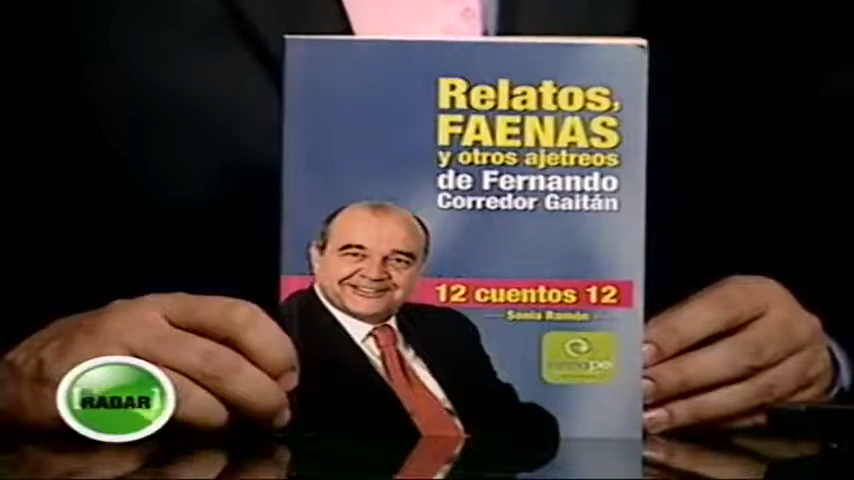 Relatos,
FAENAS
y otros ajetreos
de Fernando
Corredor Gaitán
12 cuentos 12
Sonia Ramón
RADAR